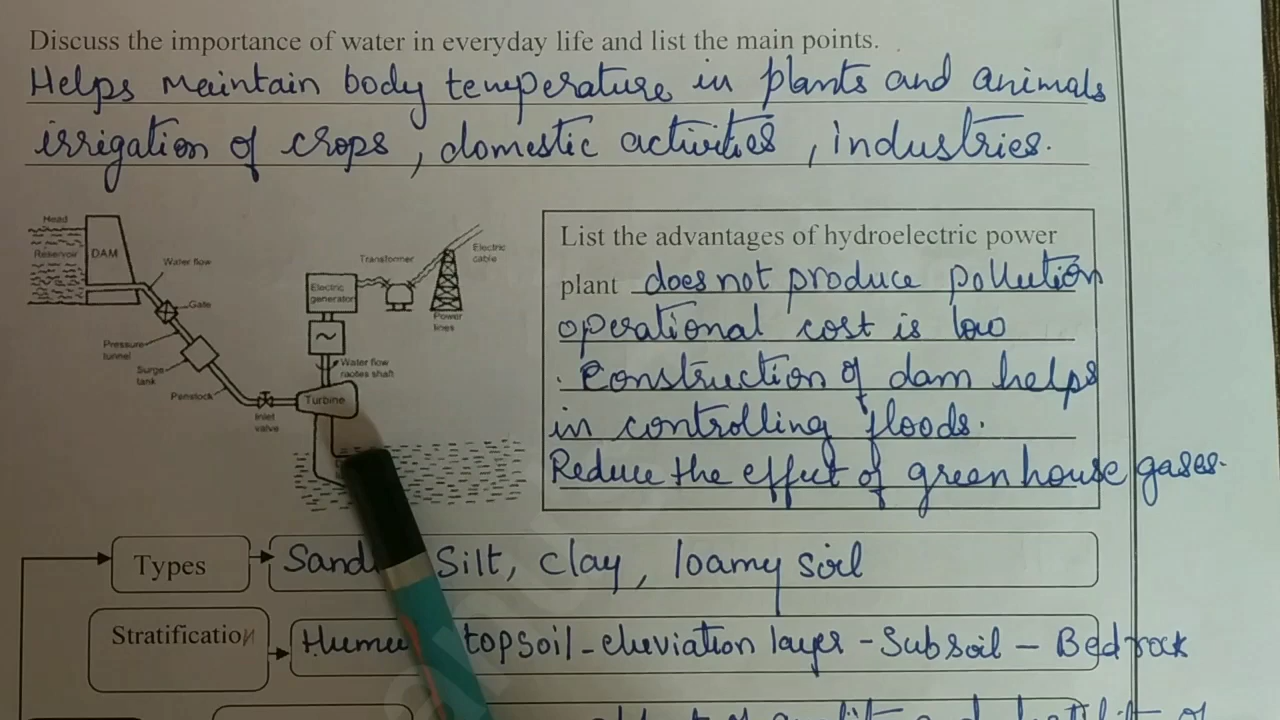 Discuss the importance of water in everyday life and list the main points.
Helps maintain body temperature in plants and animals
irrigation of crops, domestic activities, industries.
Head
Reservoir
DAM
Water flow
Gate
Pressure tunnel
Surge tank
Penstock
Inlet valve
Turbine
Water flow
raotes shaft
Electric generator
Transformer
Power lines
Electric cable
List the advantages of hydroelectric power
plant does not produce pollution
operational cost is low
Construction of dam helps
in controlling floods.
Reduce the effect of green house gases.
Types
Silt, clay, loamy soil
Stratification
topsoil - eluviation layer - Subsoil - Bedrock